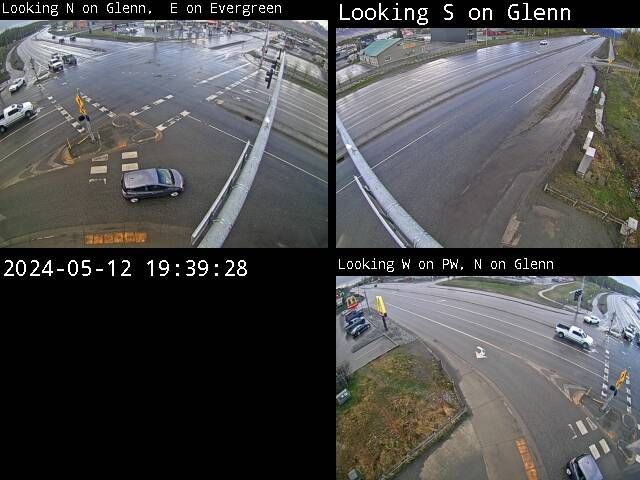 Looking N on Glenn,  E on Evergreen
Looking S on Glenn
2024-05-12 19:39:28
Looking W on PW, N on Glenn